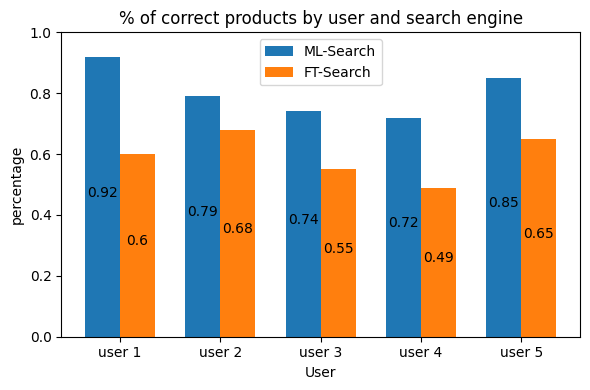 % of correct products by user and search engine
1.0
0.8
0.6
0.4
0.2
0.0
percentage
ML-Search
FT-Search
0.92
0.6
0.79
0.68
0.74
0.55
0.72
0.49
0.85
0.65
user 1
user 2
user 3
user 4
user 5
User